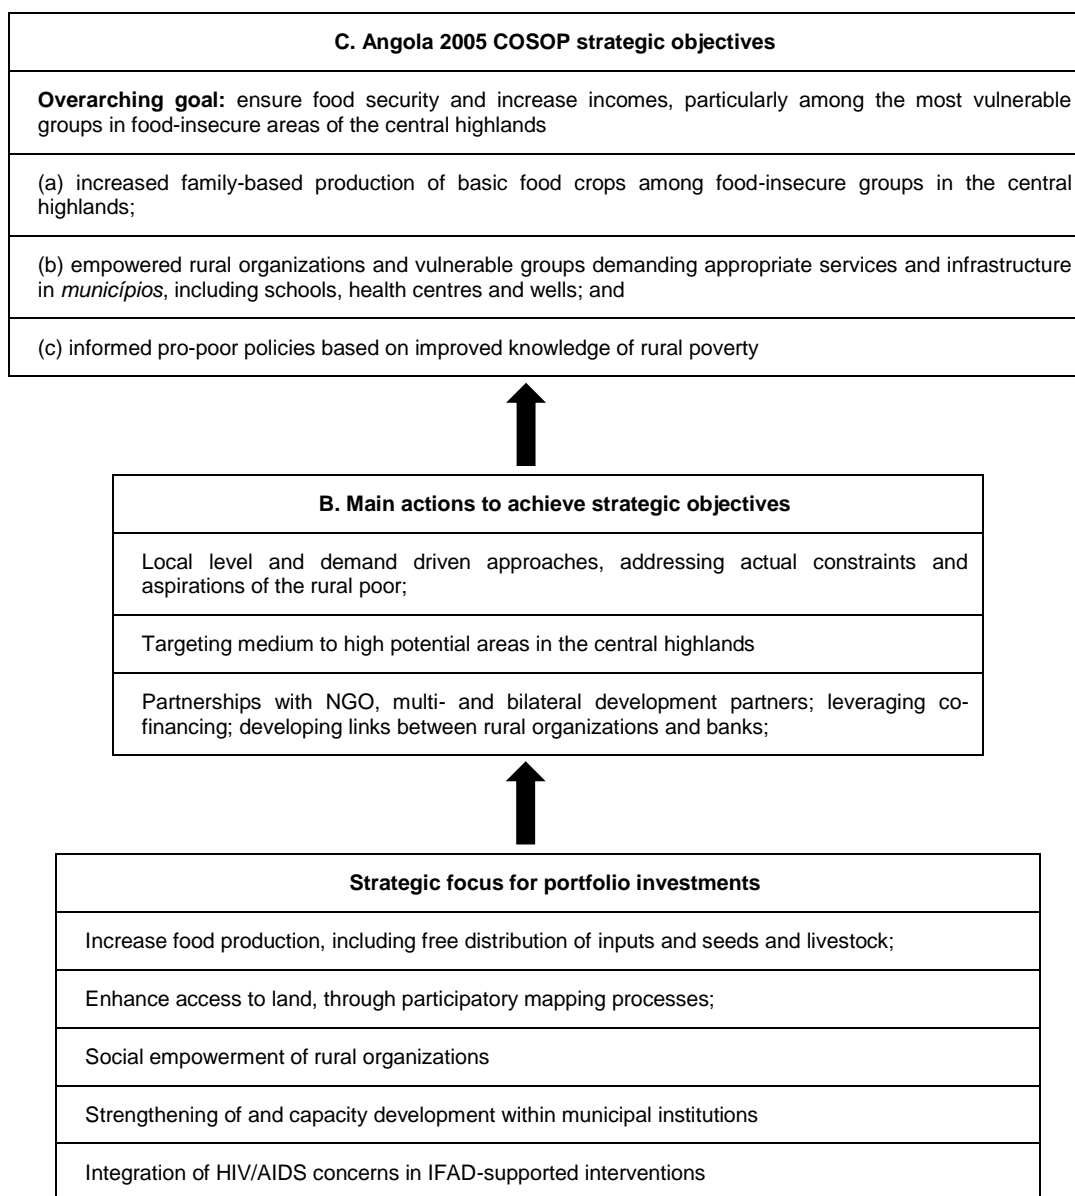 C. Angola 2005 COSOP strategic objectives
Overarching goal: ensure food security and increase incomes, particularly among the most vulnerable
groups in food-insecure areas of the central highlands
(a) increased family-based production of basic food crops among food-insecure groups in the central
highlands;
(b) empowered rural organizations and vulnerable groups demanding appropriate services and infrastructure
in municípios, including schools, health centres and wells; and
(c) informed pro-poor policies based on improved knowledge of rural poverty
B. Main actions to achieve strategic objectives
Local level and demand driven approaches, addressing actual constraints and
aspirations of the rural poor;
Targeting medium to high potential areas in the central highlands
Partnerships with NGO, multi- and bilateral development partners; leveraging co-
financing; developing links between rural organizations and banks;
Strategic focus for portfolio investments
Increase food production, including free distribution of inputs and seeds and livestock;
Enhance access to land, through participatory mapping processes;
Social empowerment of rural organizations
Strengthening of and capacity development within municipal institutions
Integration of HIV/AIDS concerns in IFAD-supported interventions